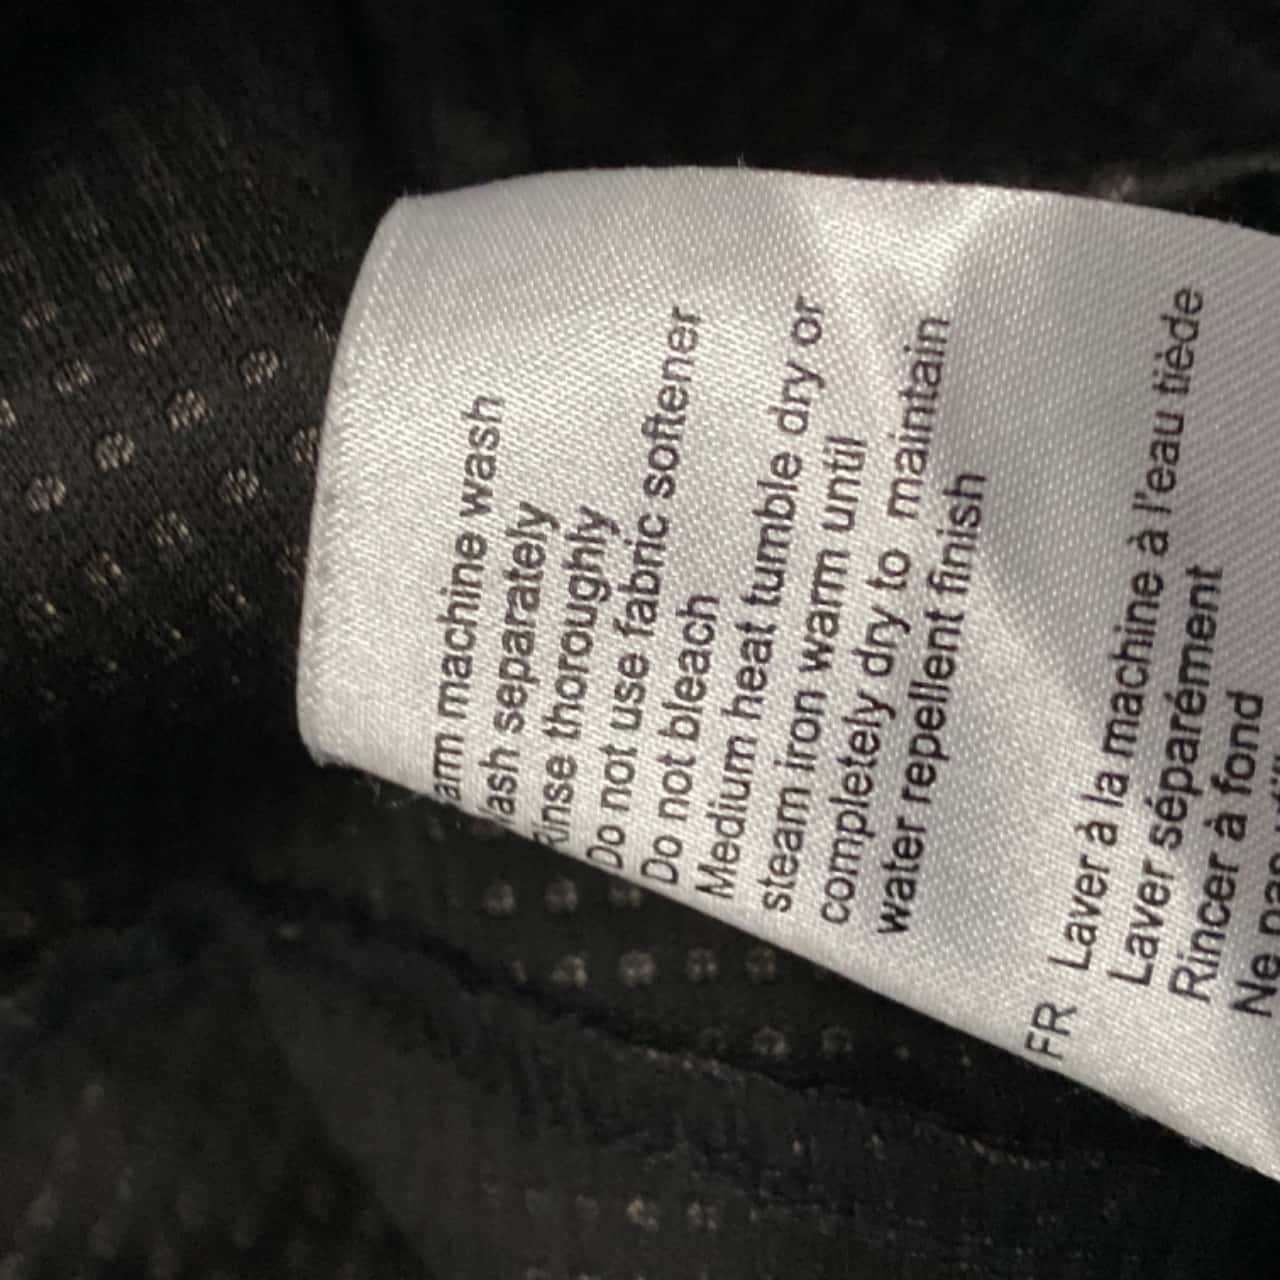 arm machine wash
ash separately
Rinse thoroughly
Do not use fabric softener
Do not bleach
Medium heat tumble dry or
steam iron warm until
completely dry to maintain
water repellent finish
FR Laver à la machine à l'eau tiède
Laver séparément
Rincer à fond
Ne pas